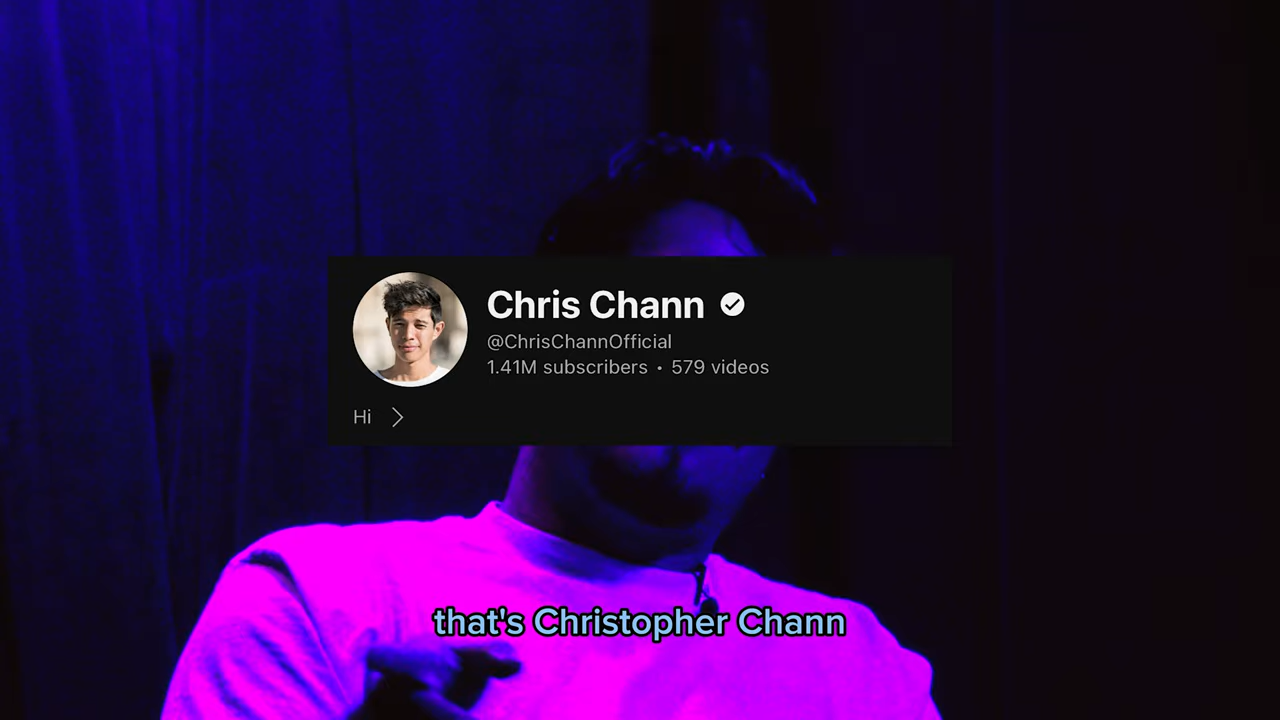 Chris Chann
@ChrisChannOfficial
1.41M subscribers • 579 videos
Hi
that's Christopher Chann